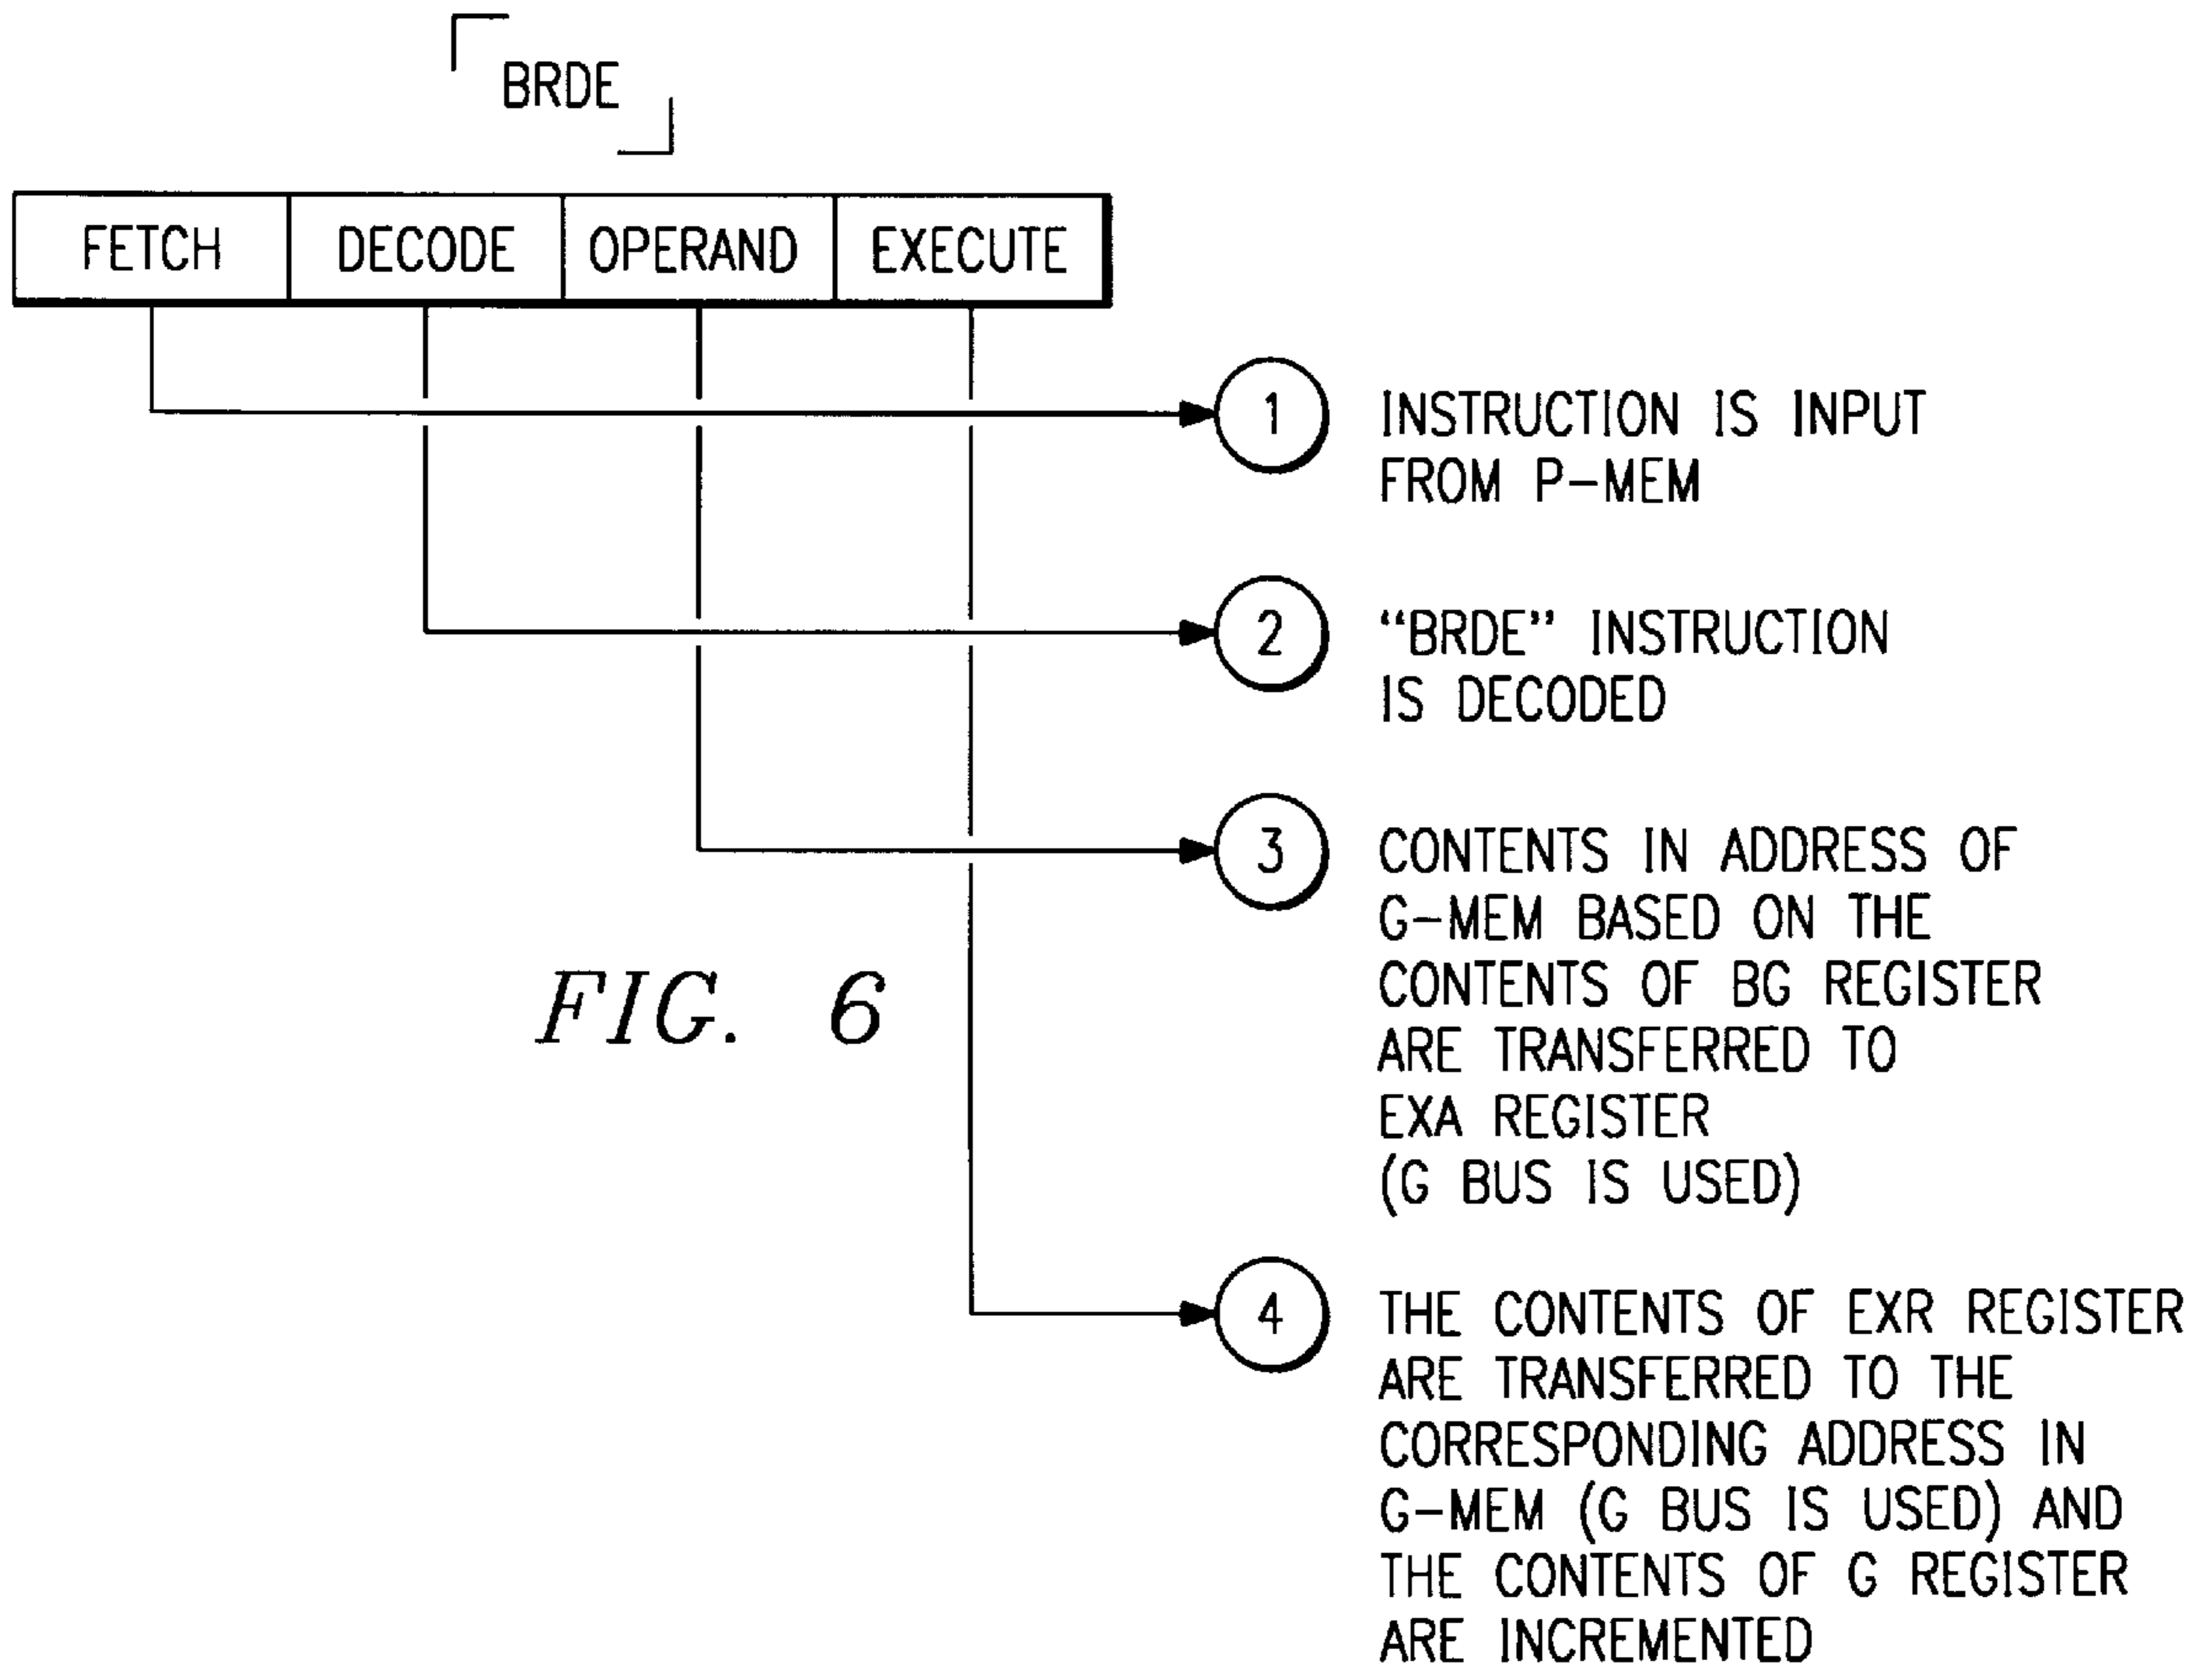 BRDE
FETCH DECODE OPERAND EXECUTE
1 INSTRUCTION IS INPUT
FROM P-MEM
2 “BRDE” INSTRUCTION
IS DECODED
3 CONTENTS IN ADDRESS OF
G-MEM BASED ON THE
CONTENTS OF BG REGISTER
ARE TRANSFERRED TO
EXA REGISTER
(G BUS IS USED)
FIG. 6
4 THE CONTENTS OF EXR REGISTER
ARE TRANSFERRED TO THE
CORRESPONDING ADDRESS IN
G-MEM (G BUS IS USED) AND
THE CONTENTS OF G REGISTER
ARE INCREMENTED